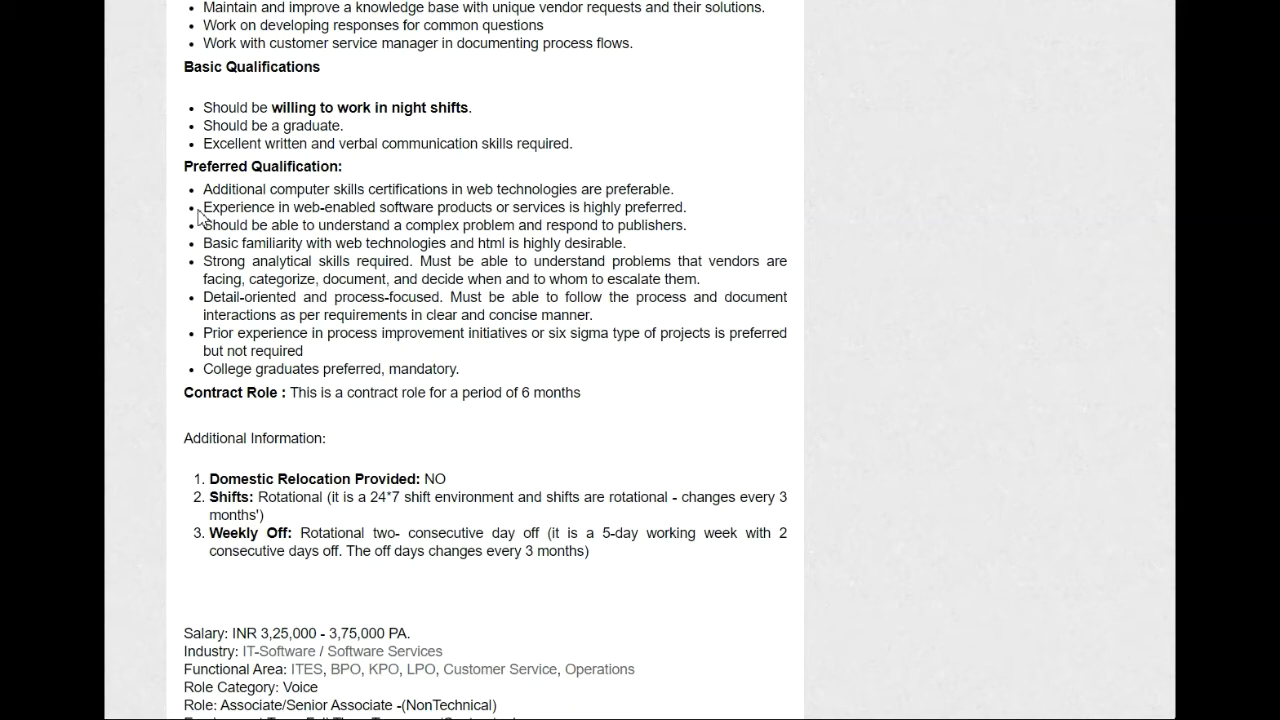 Maintain and improve a knowledge base with unique vendor requests and their solutions.
Work on developing responses for common questions
Work with customer service manager in documenting process flows.
Basic Qualifications
Should be willing to work in night shifts.
Should be a graduate.
Excellent written and verbal communication skills required.
Preferred Qualification:
Additional computer skills certifications in web technologies are preferable.
Experience in web-enabled software products or services is highly preferred.
Should be able to understand a complex problem and respond to publishers.
Basic familiarity with web technologies and html is highly desirable.
Strong analytical skills required. Must be able to understand problems that vendors are
facing, categorize, document, and decide when and to whom to escalate them.
Detail-oriented and process-focused. Must be able to follow the process and document
interactions as per requirements in clear and concise manner.
Prior experience in process improvement initiatives or six sigma type of projects is preferred
but not required
College graduates preferred, mandatory.
Contract Role : This is a contract role for a period of 6 months
Additional Information:
1. Domestic Relocation Provided: NO
2. Shifts: Rotational (it is a 24*7 shift environment and shifts are rotational - changes every 3
months')
3. Weekly Off: Rotational two- consecutive day off (it is a 5-day working week with 2
consecutive days off. The off days changes every 3 months)
Salary: INR 3,25,000 - 3,75,000 PA.
Industry: IT-Software / Software Services
Functional Area: ITES, BPO, KPO, LPO, Customer Service, Operations
Role Category: Voice
Role: Associate/Senior Associate -(NonTechnical)